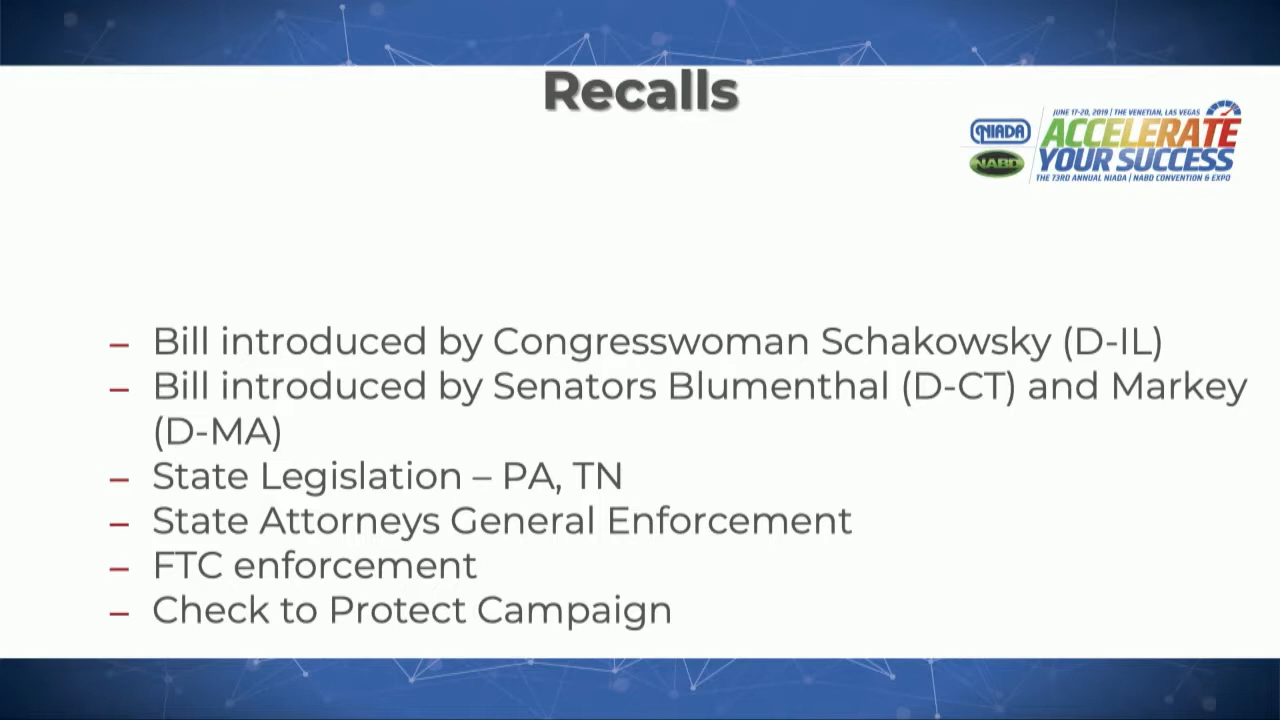 Recalls
JUNE 17-20, 2019 | THE VENETIAN, LAS VEGAS
NIADA
ACCELERATE
NABD
YOUR SUCCESS
THE 73RD ANNUAL NIADA | NABD CONVENTION & EXPO
– Bill introduced by Congresswoman Schakowsky (D-IL)
– Bill introduced by Senators Blumenthal (D-CT) and Markey
(D-MA)
– State Legislation – PA, TN
– State Attorneys General Enforcement
– FTC enforcement
– Check to Protect Campaign